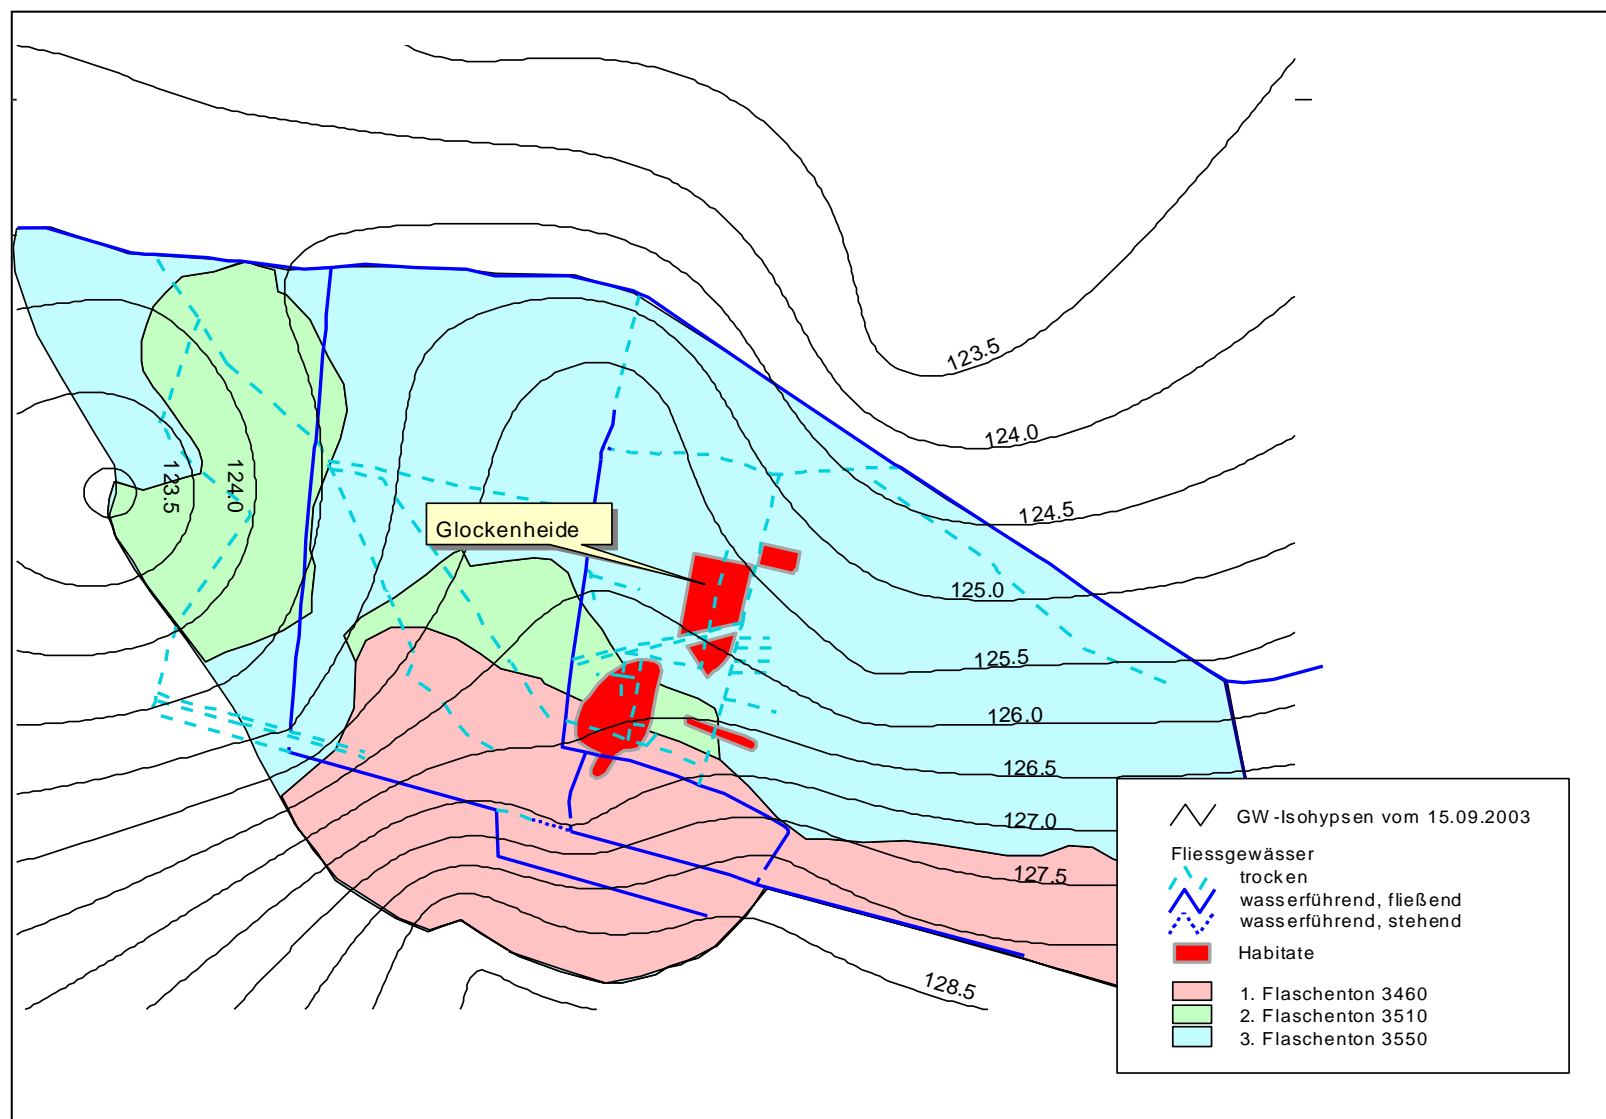 123.5
124.0
124.5
123.5
124.0
Glockenheide
125.0
125.5
126.0
126.5
127.0
127.5
128.5
GW-Isohypsen vom 15.09.2003
Fliessgewässer
trocken
wasserführend, fließend
wasserführend, stehend
Habitate
1. Flaschenton 3460
2. Flaschenton 3510
3. Flaschenton 3550